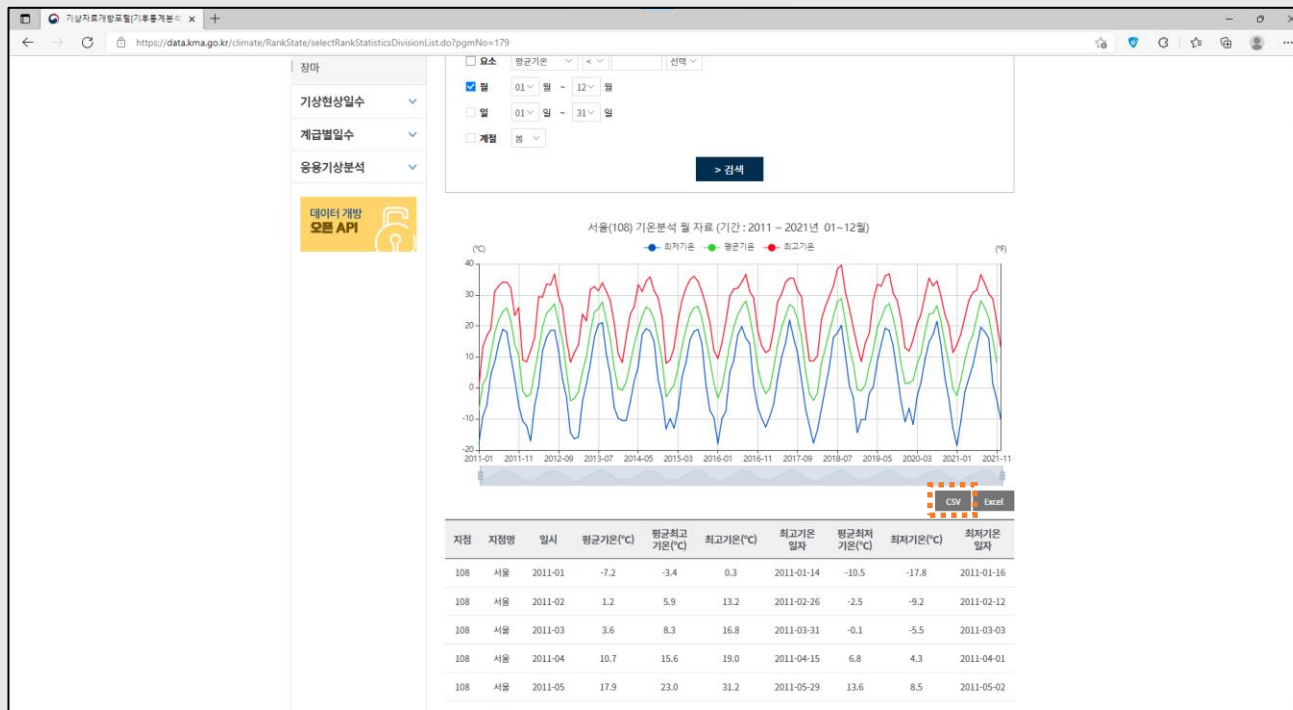 기상자료개방포털[기후통계분석
https://data.kma.go.kr/climate/RankState/selectRankStatisticsDivisionList.do?pgmNo=179
장마
기상현상일수
계급별일수
응용기상분석
데이터 개방
오픈 API
요소 평균기온 < 선택
월 01 월 ~ 12 월
일 01 일 ~ 31 일
계절 봄
> 검색
서울(108) 기온분석 월 자료 (기간 : 2011 ~ 2021년 01~12월)
(℃) 최저기온 평균기온 최고기온 (℉)
40
30
20
10
0
-10
-20
2011-01 2011-11 2012-09 2013-07 2014-05 2015-03 2016-01 2016-11 2017-09 2018-07 2019-05 2020-03 2021-01 2021-11
CSV Excel
지점 지점명 일시 평균기온(℃) 평균최고기온(℃) 최고기온(℃) 최고기온일자 평균최저기온(℃) 최저기온(℃) 최저기온일자
108 서울 2011-01 -7.2 -3.4 0.3 2011-01-14 -10.5 -17.8 2011-01-16
108 서울 2011-02 1.2 5.9 13.2 2011-02-26 -2.5 -9.2 2011-02-12
108 서울 2011-03 3.6 8.3 16.8 2011-03-31 -0.1 -5.5 2011-03-03
108 서울 2011-04 10.7 15.6 19.0 2011-04-15 6.8 4.3 2011-04-01
108 서울 2011-05 17.9 23.0 31.2 2011-05-29 13.6 8.5 2011-05-02